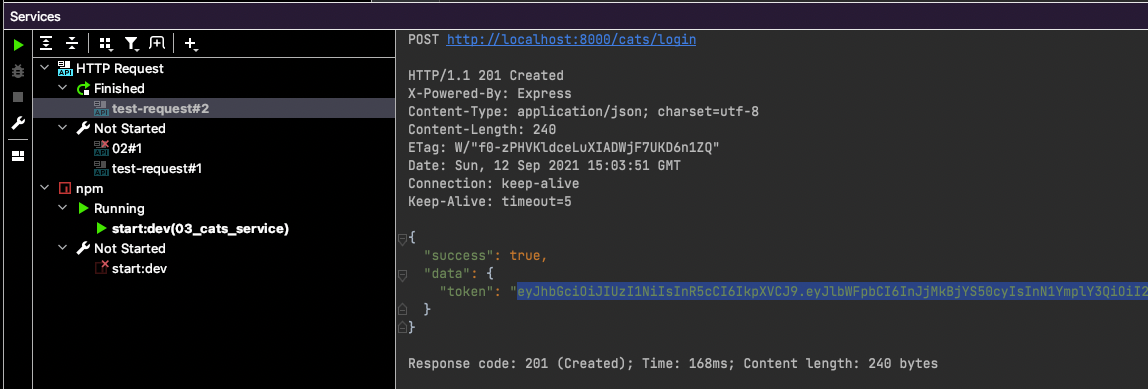 Services
HTTP Request
Finished
test-request#2
Not Started
02#1
test-request#1
npm
Running
start:dev(03_cats_service)
Not Started
start:dev
POST http://localhost:8000/cats/login
HTTP/1.1 201 Created
X-Powered-By: Express
Content-Type: application/json; charset=utf-8
Content-Length: 240
ETag: W/"f0-zPHVKldceLuXIADWjF7UKD6n1ZQ"
Date: Sun, 12 Sep 2021 15:03:51 GMT
Connection: keep-alive
Keep-Alive: timeout=5
{
"success": true,
"data": {
"token": "eyJhbGciOiJIUzI1NiIsInR5cCI6IkpXVCJ9.eyJlbWFpbCI6InJjMkBjYS50cyIsInN1YmplY3QiOiI2
}
}
Response code: 201 (Created); Time: 168ms; Content length: 240 bytes